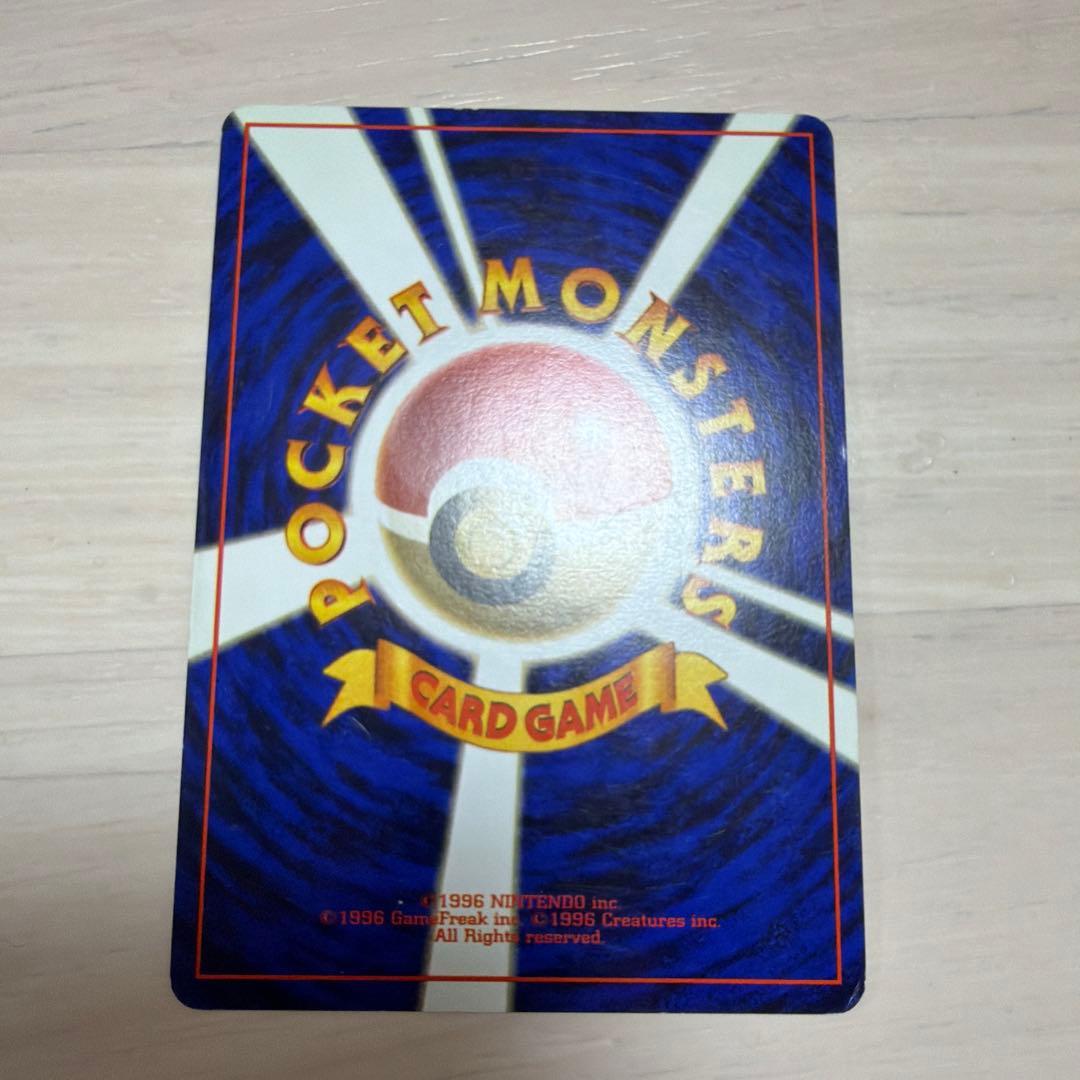 POCKET MONSTERS
CARD GAME
©1996 NINTENDO inc.
©1996 GameFreak inc. ©1996 Creatures inc.
All Rights reserved.